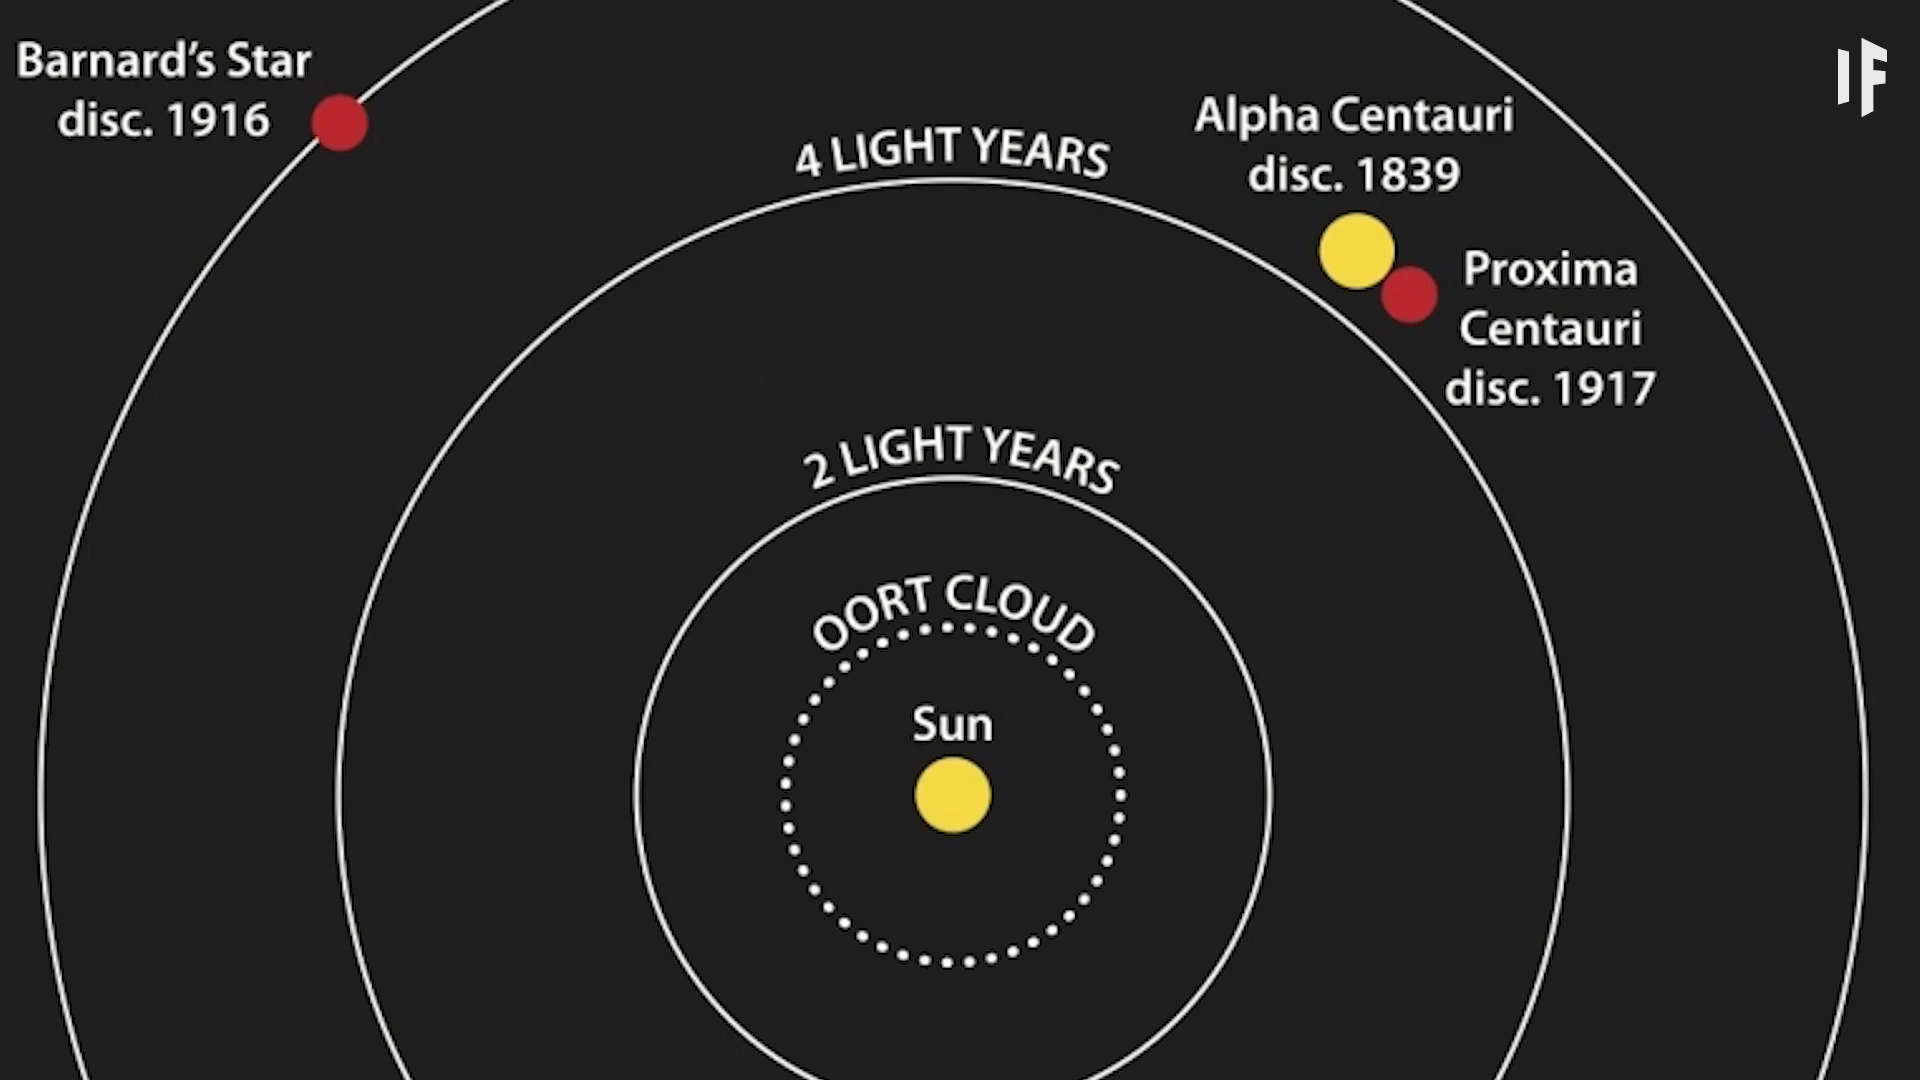 Barnard's Star
disc. 1916
4 LIGHT YEARS
Alpha Centauri
disc. 1839
IF
Proxima
Centauri
disc. 1917
2 LIGHT YEARS
OORT CLOUD
Sun